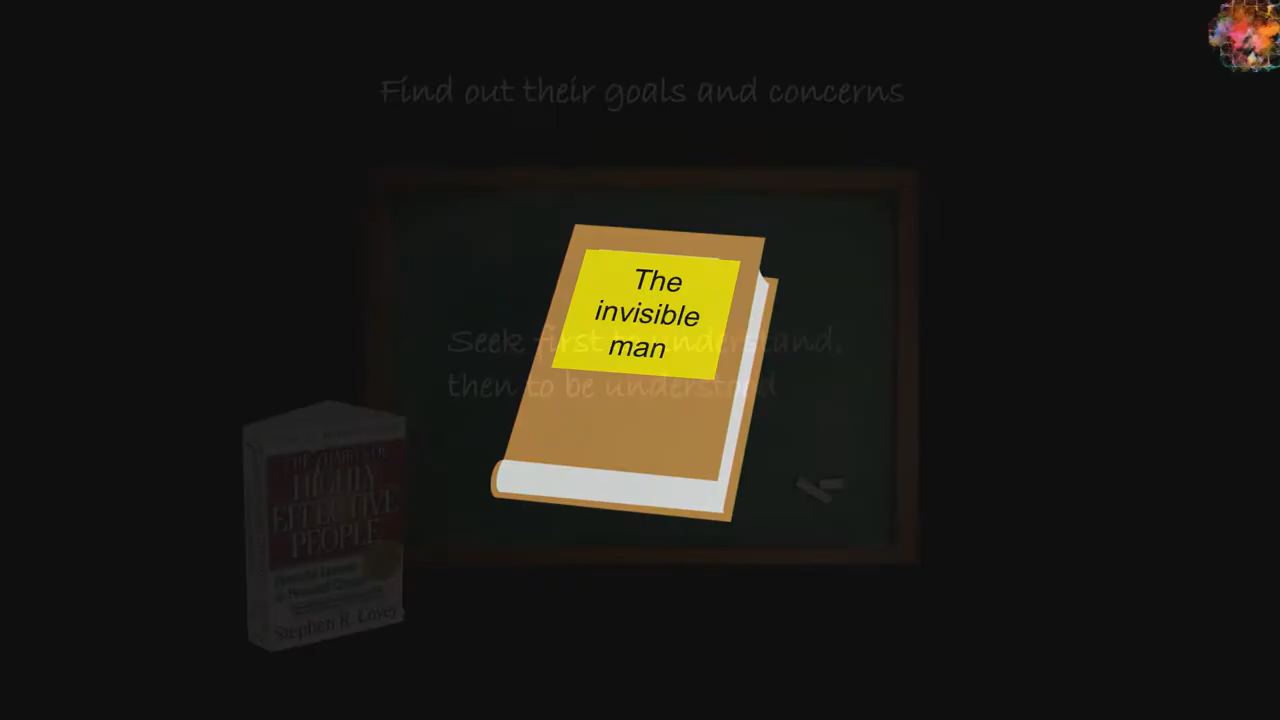 Find out their goals and concerns
The
invisible
man
Seek first to understand,
then to be understood
HIGHLY
EFFECTIVE
PEOPLE
Stephen R. Covey